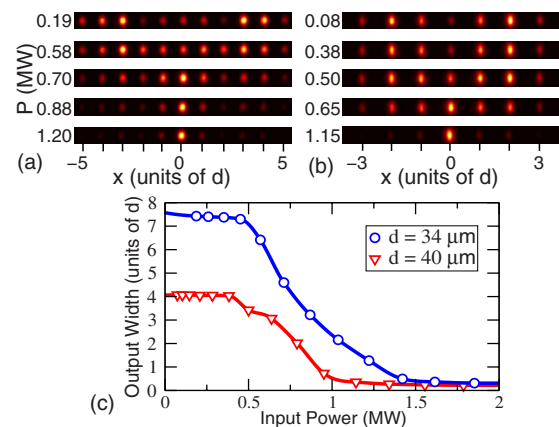 0.19
0.58
0.70
0.88
1.20
P (MW)
(a)
-5 0 5
x (units of d)
0.08
0.38
0.50
0.65
1.15
(b)
-3 0 3
x (units of d)
8
7
6
5
4
3
2
1
0
Output Width (units of d)
d = 34 μm
d = 40 μm
0 0.5 1 1.5 2
(c)
Input Power (MW)